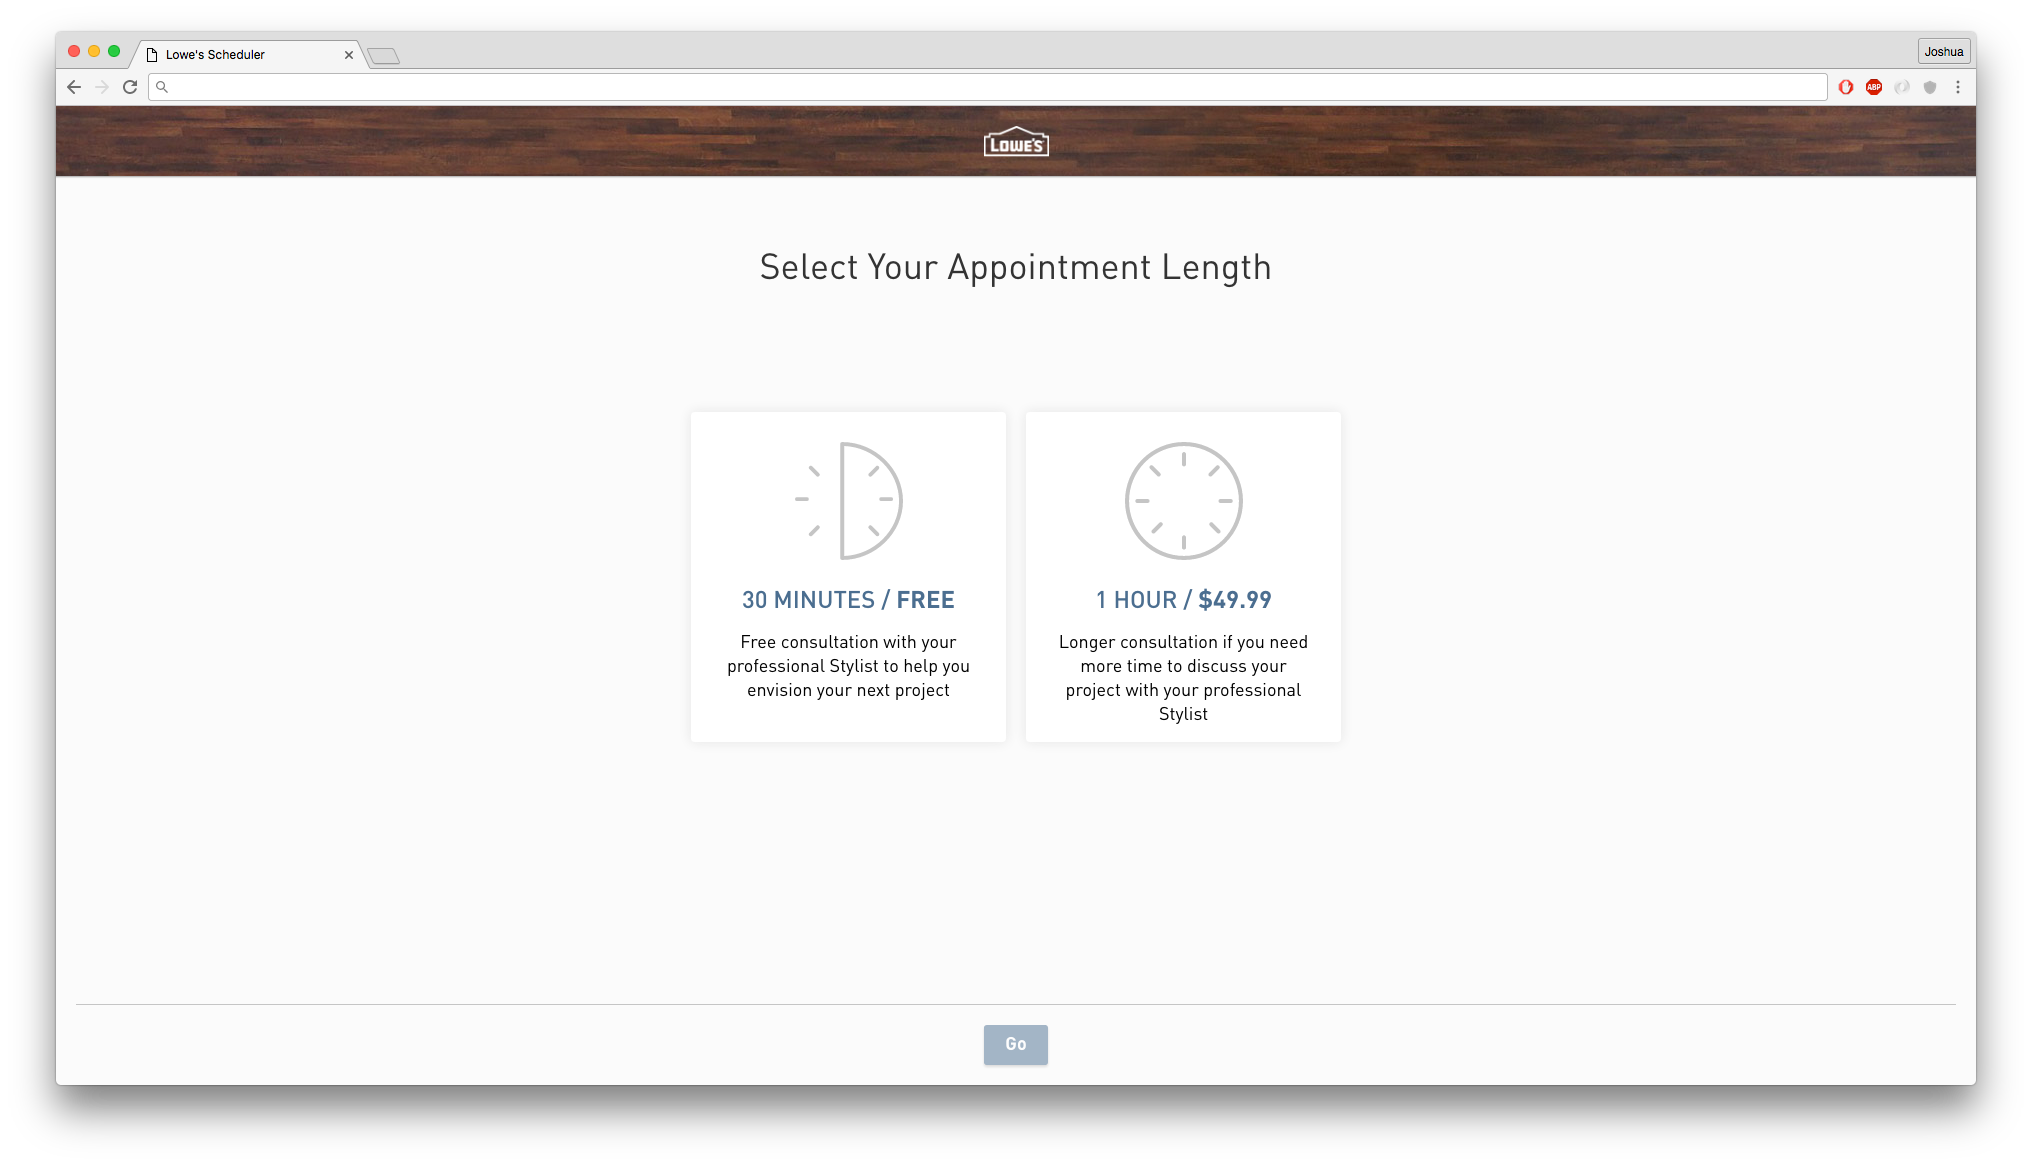 Lowe's Scheduler
Joshua
ABP
LOWE'S
Select Your Appointment Length
30 MINUTES / FREE
Free consultation with your
professional Stylist to help you
envision your next project
1 HOUR / $49.99
Longer consultation if you need
more time to discuss your
project with your professional
Stylist
Go